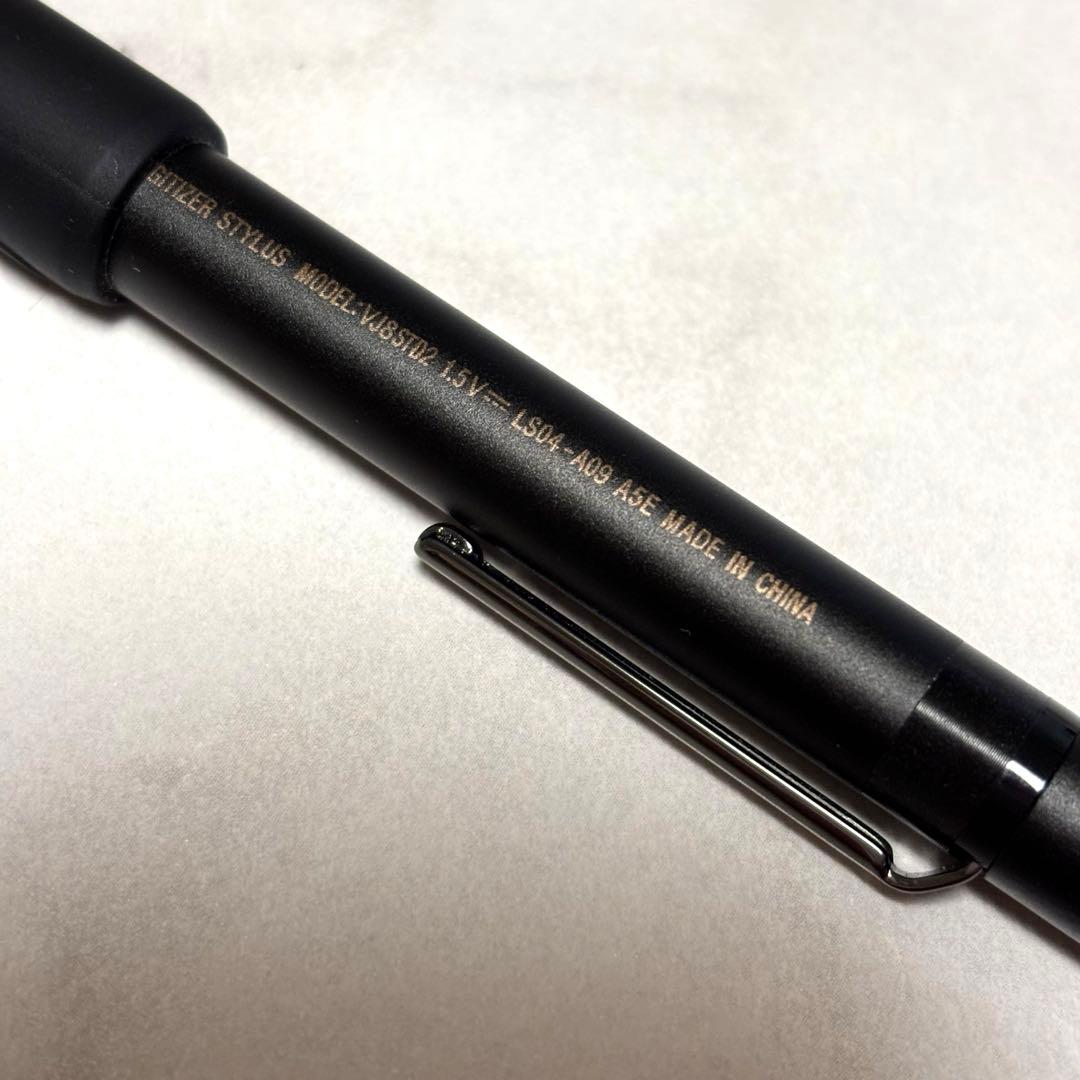 GITIZER STYLUS MODEL:VJ8STD2 1.5V⎓ LS04-A09 A5E MADE IN CHINA